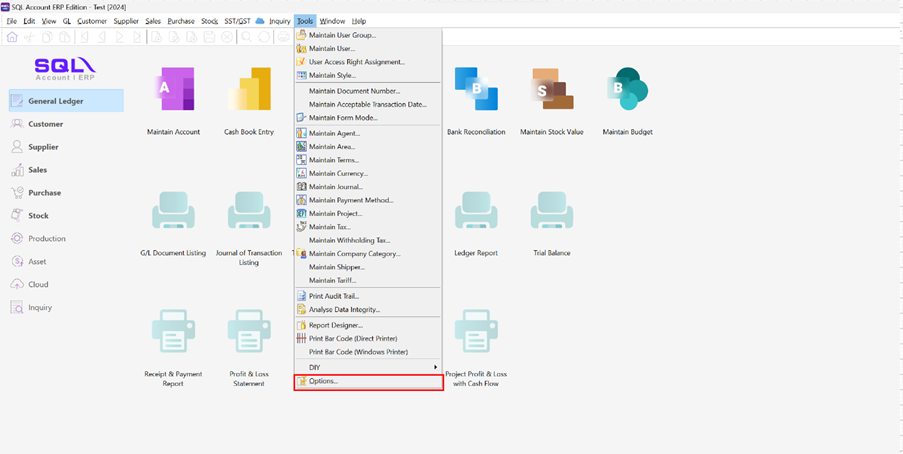 SQL Account ERP Edition - Test [2024]
File Edit View GL Customer Supplier Sales Purchase Stock SST/GST Inquiry Tools Window Help
SQL
Account | ERP
General Ledger
Customer
Supplier
Sales
Purchase
Stock
Production
Asset
Cloud
Inquiry
A
Maintain Account
Cash Book Entry
Maintain User Group...
Maintain User...
User Access Right Assignment...
Maintain Style...
Maintain Document Number...
Maintain Acceptable Transaction Date...
Maintain Form Mode...
Maintain Agent...
Maintain Area...
Maintain Terms...
Maintain Currency...
Maintain Journal...
Maintain Payment Method...
Maintain Project...
Maintain Tax...
Maintain Withholding Tax...
Maintain Company Category...
Maintain Shipper...
Maintain Tariff...
Print Audit Trail...
Analyse Data Integrity...
Report Designer...
Print Bar Code (Direct Printer)
Print Bar Code (Windows Printer)
DIY
Options...
B
Bank Reconciliation
S
Maintain Stock Value
B
Maintain Budget
G/L Document Listing
Journal of Transaction
Listing
Ledger Report
Trial Balance
Receipt & Payment
Report
Profit & Loss
Statement
Project Profit & Loss
with Cash Flow